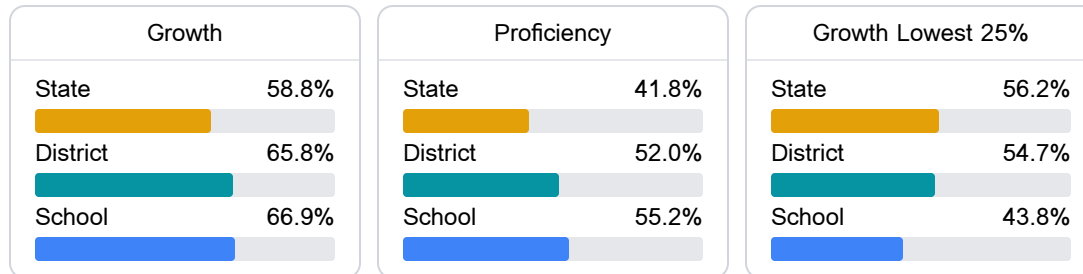 Growth
State 58.8%
District 65.8%
School 66.9%
Proficiency
State 41.8%
District 52.0%
School 55.2%
Growth Lowest 25%
State 56.2%
District 54.7%
School 43.8%